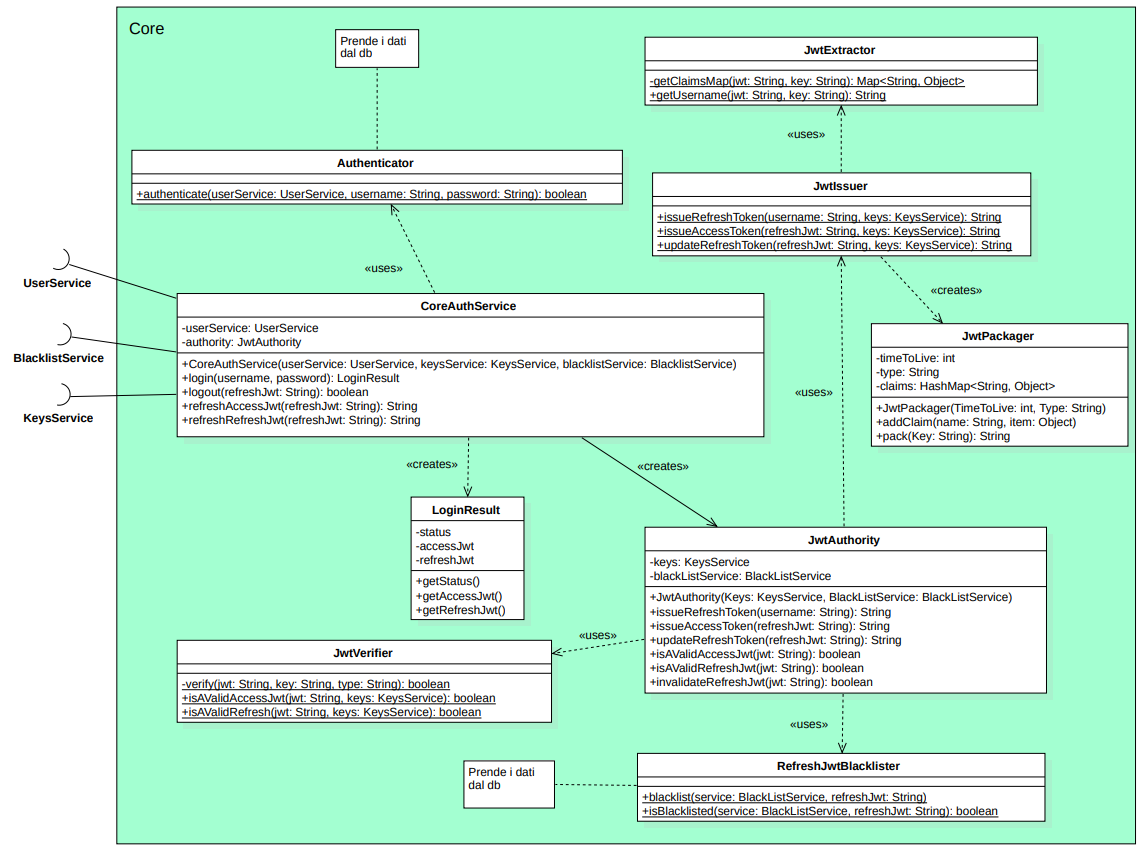 Core
Prende i dati
dal db
JwtExtractor
-getClaimsMap(jwt: String, key: String): Map<String, Object>
+getUsername(jwt: String, key: String): String
«uses»
Authenticator
+authenticate(userService: UserService, username: String, password: String): boolean
JwtIssuer
+issueRefreshToken(username: String, keys: KeysService): String
+issueAccessToken(refreshJwt: String, keys: KeysService): String
+updateRefreshToken(refreshJwt: String, keys: KeysService): String
«uses»
«creates»
UserService
BlacklistService
KeysService
CoreAuthService
-userService: UserService
-authority: JwtAuthority
+CoreAuthService(userService: UserService, keysService: KeysService, blacklistService: BlacklistService)
+login(username, password): LoginResult
+logout(refreshJwt: String): boolean
+refreshAccessJwt(refreshJwt: String): String
+refreshRefreshJwt(refreshJwt: String): String
JwtPackager
-timeToLive: int
-type: String
-claims: HashMap<String, Object>
+JwtPackager(TimeToLive: int, Type: String)
+addClaim(name: String, item: Object)
+pack(Key: String): String
«uses»
«creates»
«creates»
LoginResult
-status
-accessJwt
-refreshJwt
+getStatus()
+getAccessJwt()
+getRefreshJwt()
JwtAuthority
-keys: KeysService
-blackListService: BlackListService
+JwtAuthority(Keys: KeysService, BlackListService: BlackListService)
+issueRefreshToken(username: String): String
+issueAccessToken(refreshJwt: String): String
+updateRefreshToken(refreshJwt: String): String
+isAValidAccessJwt(jwt: String): boolean
+isAValidRefreshJwt(jwt: String): boolean
+invalidateRefreshJwt(jwt: String): boolean
«uses»
JwtVerifier
-verify(jwt: String, key: String, type: String): boolean
+isAValidAccessJwt(jwt: String, keys: KeysService): boolean
+isAValidRefresh(jwt: String, keys: KeysService): boolean
«uses»
Prende i dati
dal db
RefreshJwtBlacklister
+blacklist(service: BlackListService, refreshJwt: String)
+isBlacklisted(service: BlackListService, refreshJwt: String): boolean